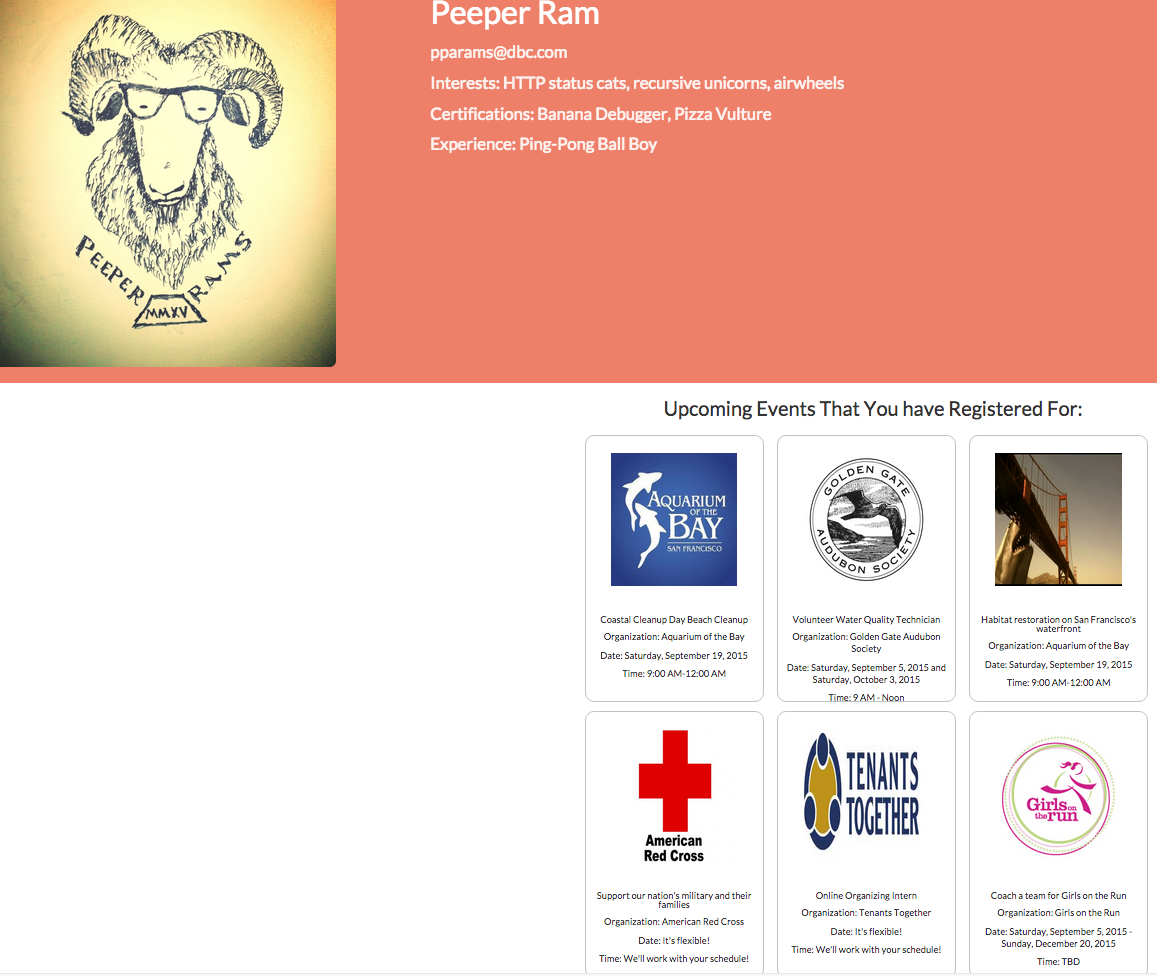 Peeper Ram
pparams@dbc.com
Interests: HTTP status cats, recursive unicorns, airwheels
Certifications: Banana Debugger, Pizza Vulture
Experience: Ping-Pong Ball Boy
PEEPER RAMS
MMXV
Upcoming Events That You have Registered For:
AQUARIUM
OF THE
BAY
SAN FRANCISCO
Coastal Cleanup Day Beach Cleanup
Organization: Aquarium of the Bay
Date: Saturday, September 19, 2015
Time: 9:00 AM-12:00 AM
GOLDEN GATE
AUDUBON SOCIETY
Volunteer Water Quality Technician
Organization: Golden Gate Audubon
Society
Date: Saturday, September 5, 2015 and
Saturday, October 3, 2015
Time: 9 AM - Noon
Habitat restoration on San Francisco's
waterfront
Organization: Aquarium of the Bay
Date: Saturday, September 19, 2015
Time: 9:00 AM-12:00 AM
American
Red Cross
Support our nation's military and their
families
Organization: American Red Cross
Date: It's flexible!
Time: We'll work with your schedule!
TENANTS
TOGETHER
Online Organizing Intern
Organization: Tenants Together
Date: It's flexible!
Time: We'll work with your schedule!
Girls on
the run
Coach a team for Girls on the Run
Organization: Girls on the Run
Date: Saturday, September 5, 2015 -
Sunday, December 20, 2015
Time: TBD